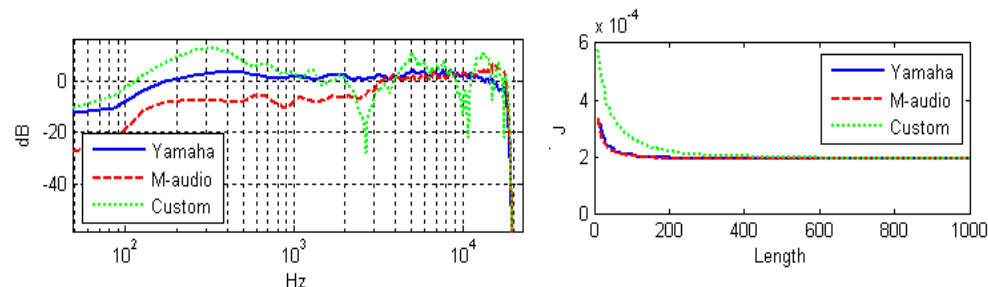 0
-20
-40
dB
10^2
10^3
10^4
Hz
Yamaha
M-audio
Custom
x 10^-4
6
4
2
0
J
0
200
400
600
800
1000
Length
Yamaha
M-audio
Custom